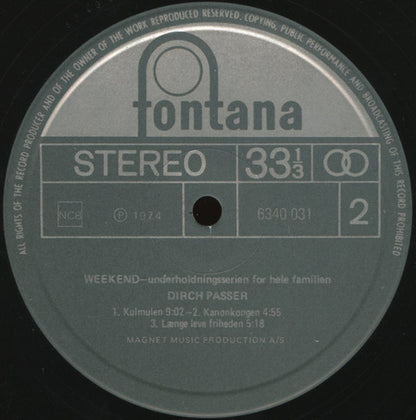 ALL RIGHTS OF THE RECORD PRODUCER AND OF THE OWNER OF THE WORK REPRODUCED RESERVED. COPYING, PUBLIC PERFORMANCE AND BROADCASTING OF THIS RECORD PROHIBITED
fontana
STEREO 33 1/3
NCB ℗ 1974 6340 031 2
WEEKEND—underholdningsserien for hele familien
DIRCH PASSER
1. Kulmulen 9:02 – 2. Kanonkongen 4:55
3. Længe leve friheden 5:18
MAGNET MUSIC PRODUCTION A/S